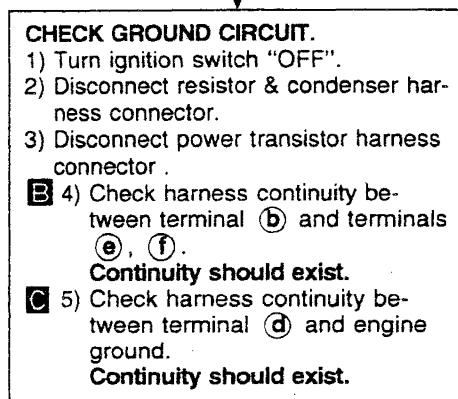 CHECK GROUND CIRCUIT.
1) Turn ignition switch “OFF”.
2) Disconnect resistor & condenser har-
ness connector.
3) Disconnect power transistor harness
connector .
B 4) Check harness continuity be-
tween terminal ⓑ and terminals
ⓔ, ⓕ.
Continuity should exist.
C 5) Check harness continuity be-
tween terminal ⓓ and engine
ground.
Continuity should exist.